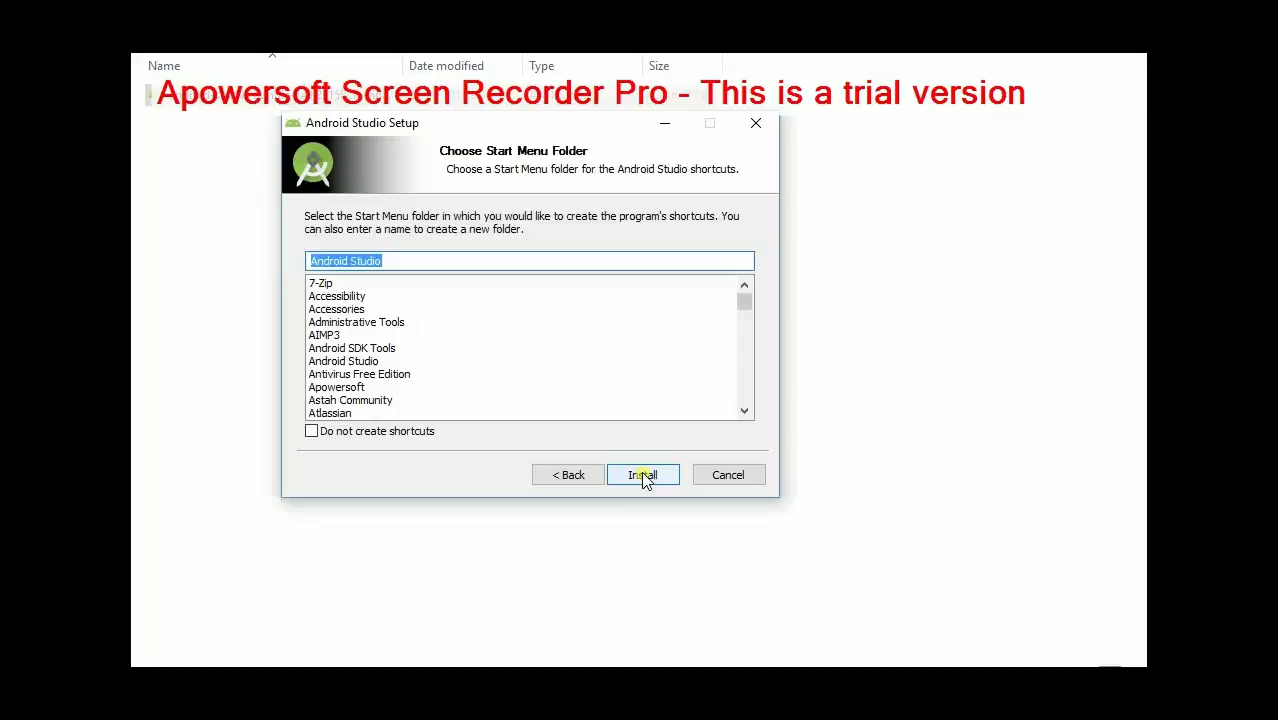 Name Date modified Type Size
Apowersoft Screen Recorder Pro - This is a trial version
Android Studio Setup
Choose Start Menu Folder
Choose a Start Menu folder for the Android Studio shortcuts.
Select the Start Menu folder in which you would like to create the program's shortcuts. You
can also enter a name to create a new folder.
Android Studio
7-Zip
Accessibility
Accessories
Administrative Tools
AIMP3
Android SDK Tools
Android Studio
Antivirus Free Edition
Apowersoft
Astah Community
Atlassian
Do not create shortcuts
< Back Install Cancel